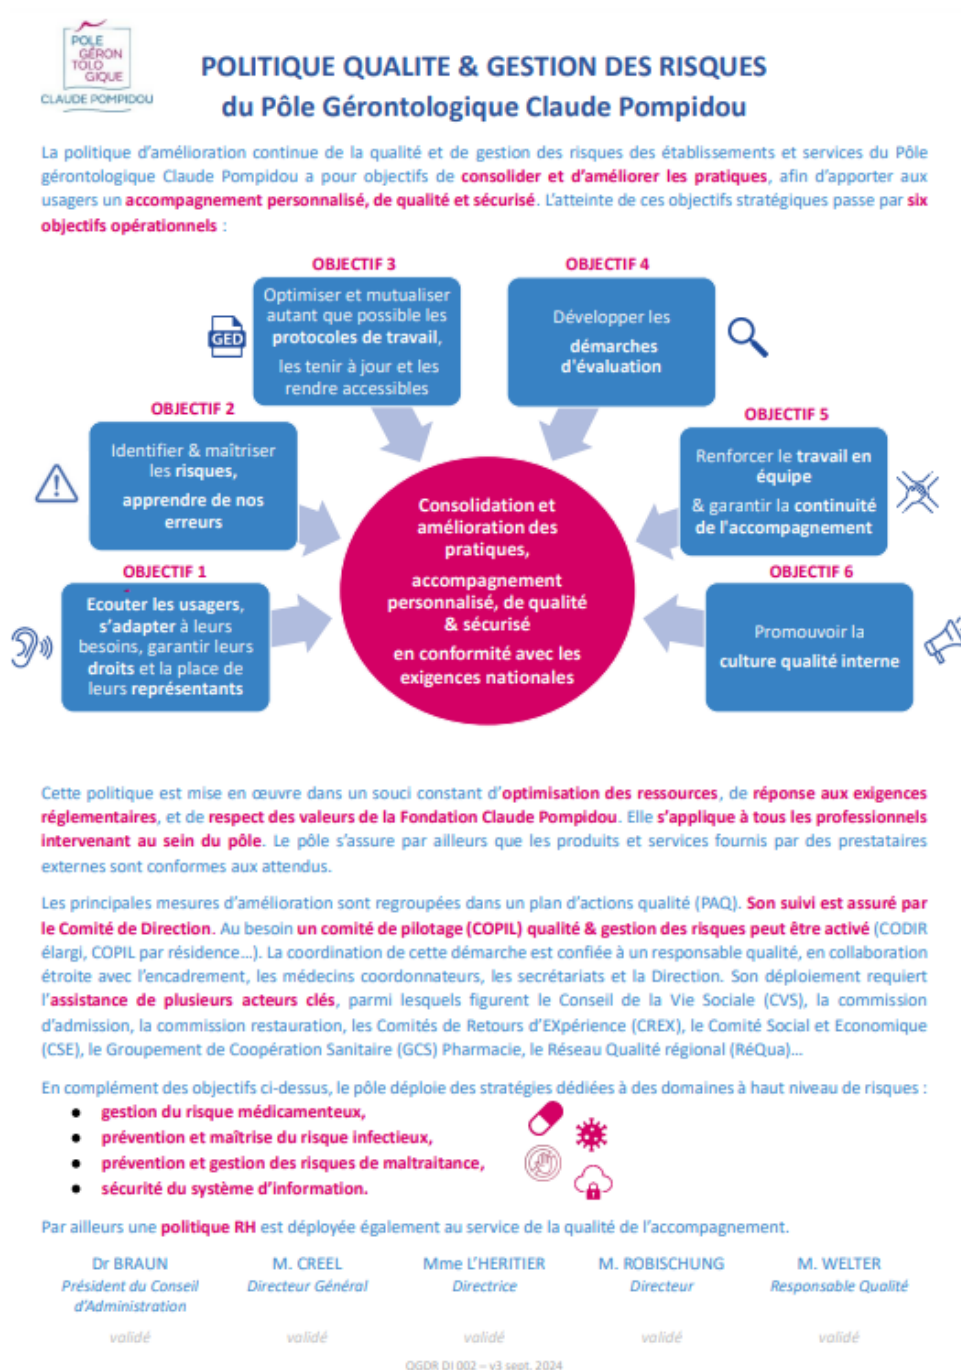 PÔLE
GÉRON
TOLO
GIQUE
CLAUDE POMPIDOU
POLITIQUE QUALITE & GESTION DES RISQUES
du Pôle Gérontologique Claude Pompidou
La politique d’amélioration continue de la qualité et de gestion des risques des établissements et services du Pôle
gérontologique Claude Pompidou a pour objectifs de consolider et d’améliorer les pratiques, afin d’apporter aux
usagers un accompagnement personnalisé, de qualité et sécurisé. L’atteinte de ces objectifs stratégiques passe par six
objectifs opérationnels :
OBJECTIF 3
GED
Optimiser et mutualiser
autant que possible les
protocoles de travail,
les tenir à jour et les
rendre accessibles
OBJECTIF 4
Développer les
démarches
d'évaluation
OBJECTIF 2
Identifier & maîtriser
les risques,
apprendre de nos
erreurs
OBJECTIF 5
Renforcer le travail en
équipe
& garantir la continuité
de l'accompagnement
OBJECTIF 1
Ecouter les usagers,
s’adapter à leurs
besoins, garantir leurs
droits et la place de
leurs représentants
Consolidation et
amélioration des
pratiques,
accompagnement
personnalisé, de qualité
& sécurisé
en conformité avec les
exigences nationales
OBJECTIF 6
Promouvoir la
culture qualité interne
Cette politique est mise en œuvre dans un souci constant d’optimisation des ressources, de réponse aux exigences
réglementaires, et de respect des valeurs de la Fondation Claude Pompidou. Elle s’applique à tous les professionnels
intervenant au sein du pôle. Le pôle s’assure par ailleurs que les produits et services fournis par des prestataires
externes sont conformes aux attendus.
Les principales mesures d’amélioration sont regroupées dans un plan d’actions qualité (PAQ). Son suivi est assuré par
le Comité de Direction. Au besoin un comité de pilotage (COPIL) qualité & gestion des risques peut être activé (CODIR
élargi, COPIL par résidence…). La coordination de cette démarche est confiée à un responsable qualité, en collaboration
étroite avec l’encadrement, les médecins coordonnateurs, les secrétariats et la Direction. Son déploiement requiert
l’assistance de plusieurs acteurs clés, parmi lesquels figurent le Conseil de la Vie Sociale (CVS), la commission
d’admission, la commission restauration, les Comités de Retours d’EXpérience (CREX), le Comité Social et Economique
(CSE), le Groupement de Coopération Sanitaire (GCS) Pharmacie, le Réseau Qualité régional (RéQua)…
En complément des objectifs ci-dessus, le pôle déploie des stratégies dédiées à des domaines à haut niveau de risques :
● gestion du risque médicamenteux,
● prévention et maîtrise du risque infectieux,
● prévention et gestion des risques de maltraitance,
● sécurité du système d’information.
Par ailleurs une politique RH est déployée également au service de la qualité de l’accompagnement.
Dr BRAUN
Président du Conseil
d’Administration
validé
M. CREEL
Directeur Général
validé
Mme L’HERITIER
Directrice
validé
M. ROBISCHUNG
Directeur
validé
M. WELTER
Responsable Qualité
validé
QGDR DI 002 – v3 sept. 2024